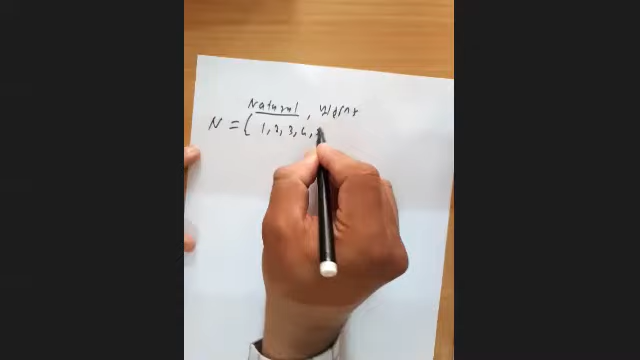 Natural ,
N = { 1, 2, 3, 4,